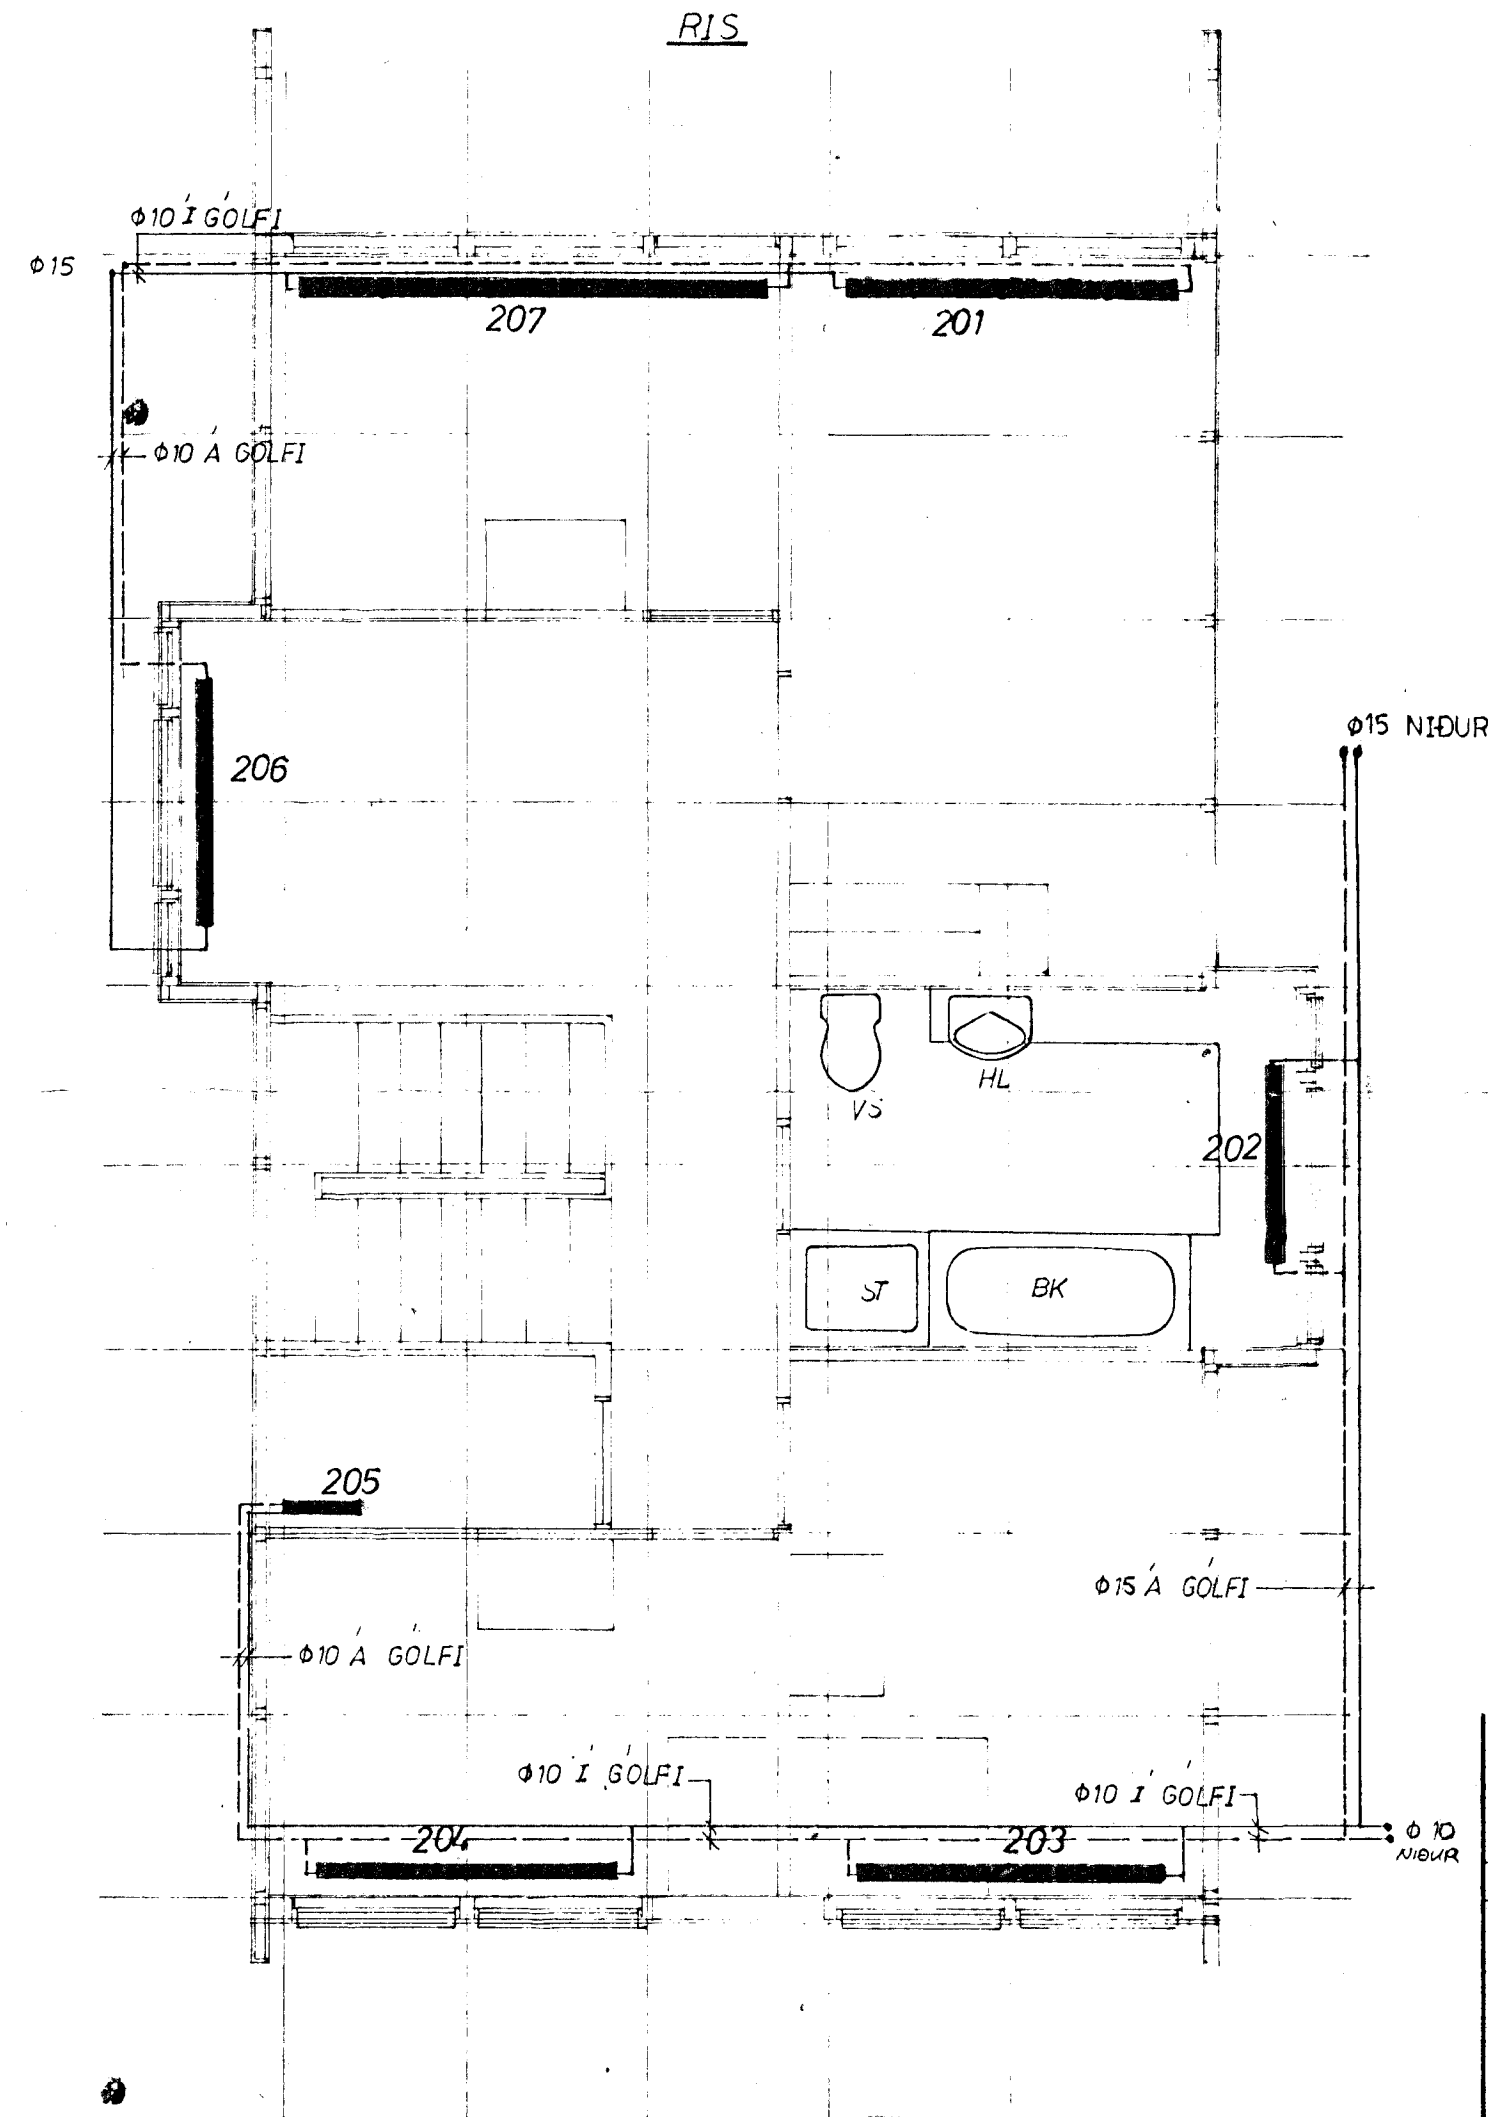 RIS
ϕ10 Í GÓLFI
ϕ15
207
201
ϕ10 Á GÓLFI
ϕ15 NIÐUR
206
HL
VS
202
ST
BK
205
ϕ15 Á GÓLFI
ϕ10 Á GÓLFI
ϕ10 Í GÓLFI
ϕ10 Í GÓLFI
204
203
ϕ 10
NIÐUR